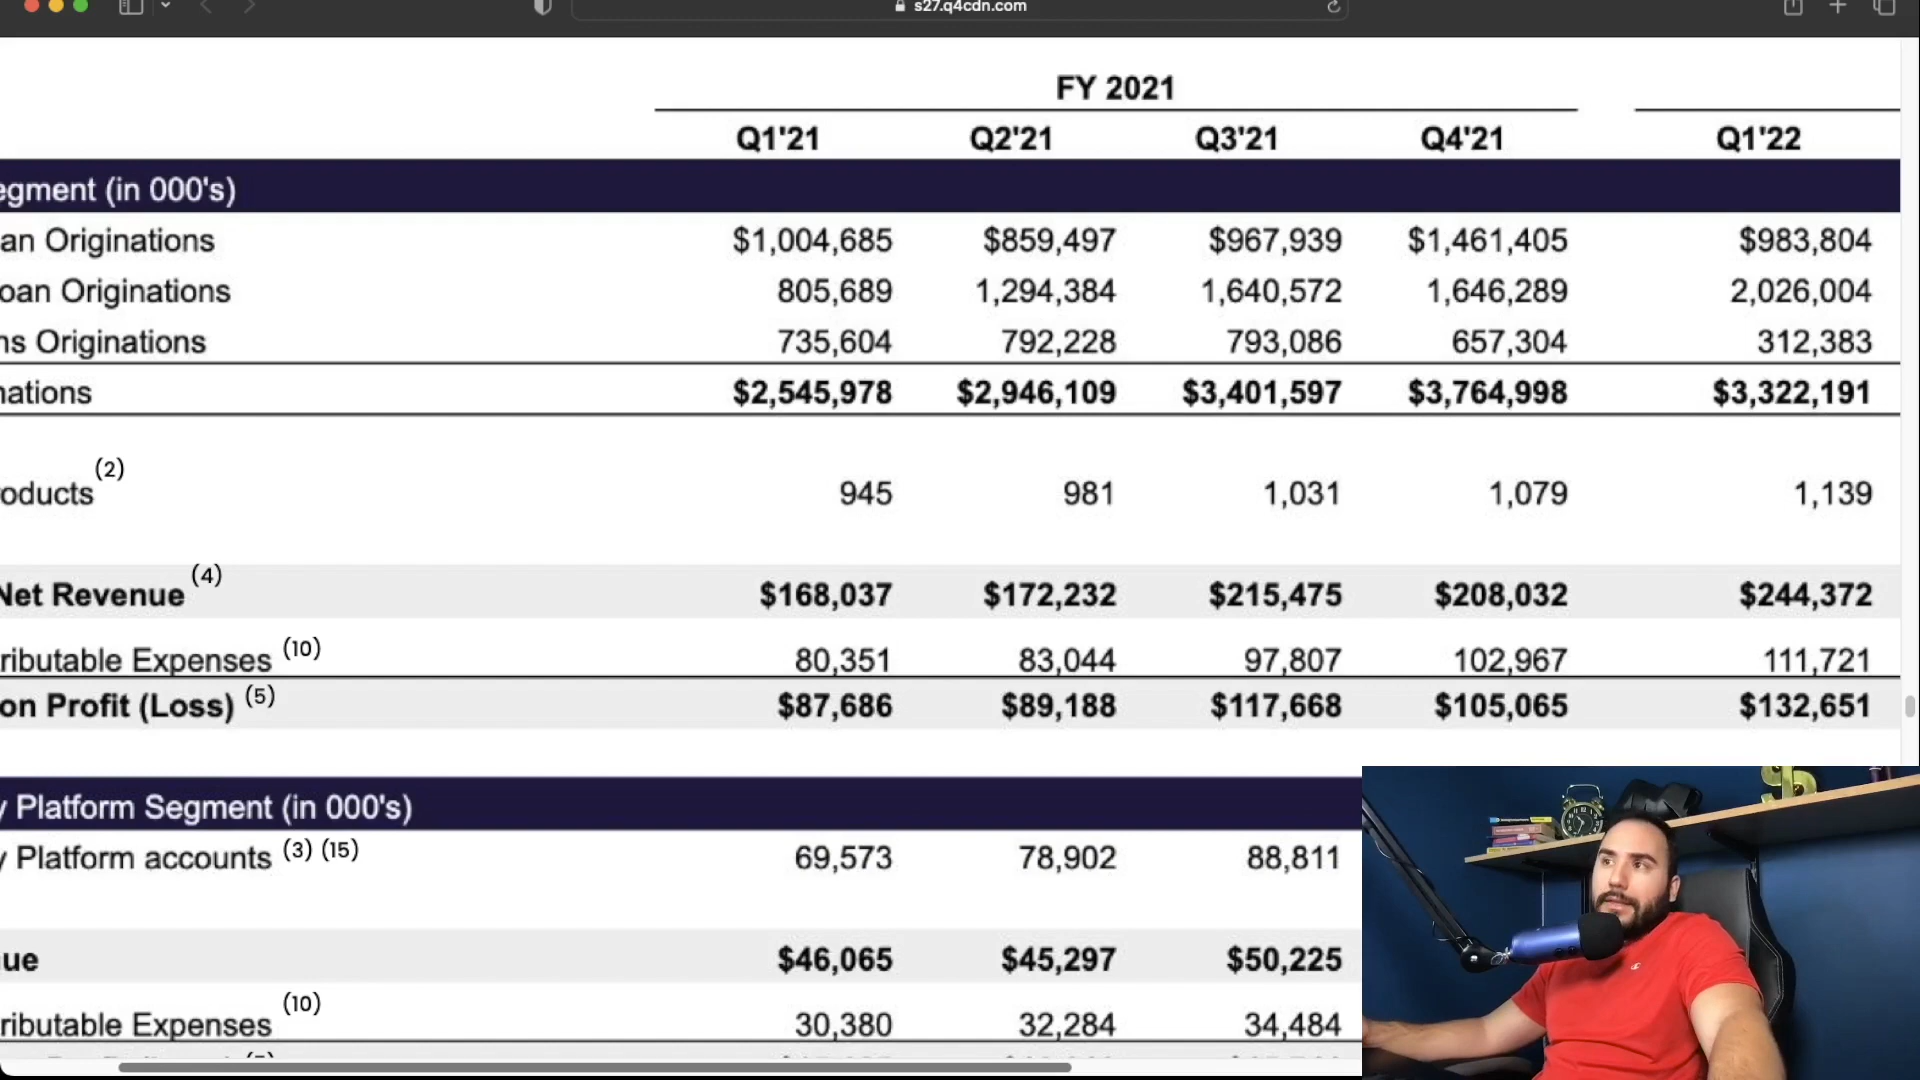 s27.q4cdn.com
FY 2021
Q1'21 Q2'21 Q3'21 Q4'21 Q1'22
egment (in 000's)
an Originations $1,004,685 $859,497 $967,939 $1,461,405 $983,804
oan Originations 805,689 1,294,384 1,640,572 1,646,289 2,026,004
ns Originations 735,604 792,228 793,086 657,304 312,383
nations $2,545,978 $2,946,109 $3,401,597 $3,764,998 $3,322,191
oducts (2) 945 981 1,031 1,079 1,139
Net Revenue (4) $168,037 $172,232 $215,475 $208,032 $244,372
ributable Expenses (10) 80,351 83,044 97,807 102,967 111,721
on Profit (Loss) (5) $87,686 $89,188 $117,668 $105,065 $132,651
y Platform Segment (in 000's)
y Platform accounts (3) (15) 69,573 78,902 88,811
ue $46,065 $45,297 $50,225
ributable Expenses (10) 30,380 32,284 34,484